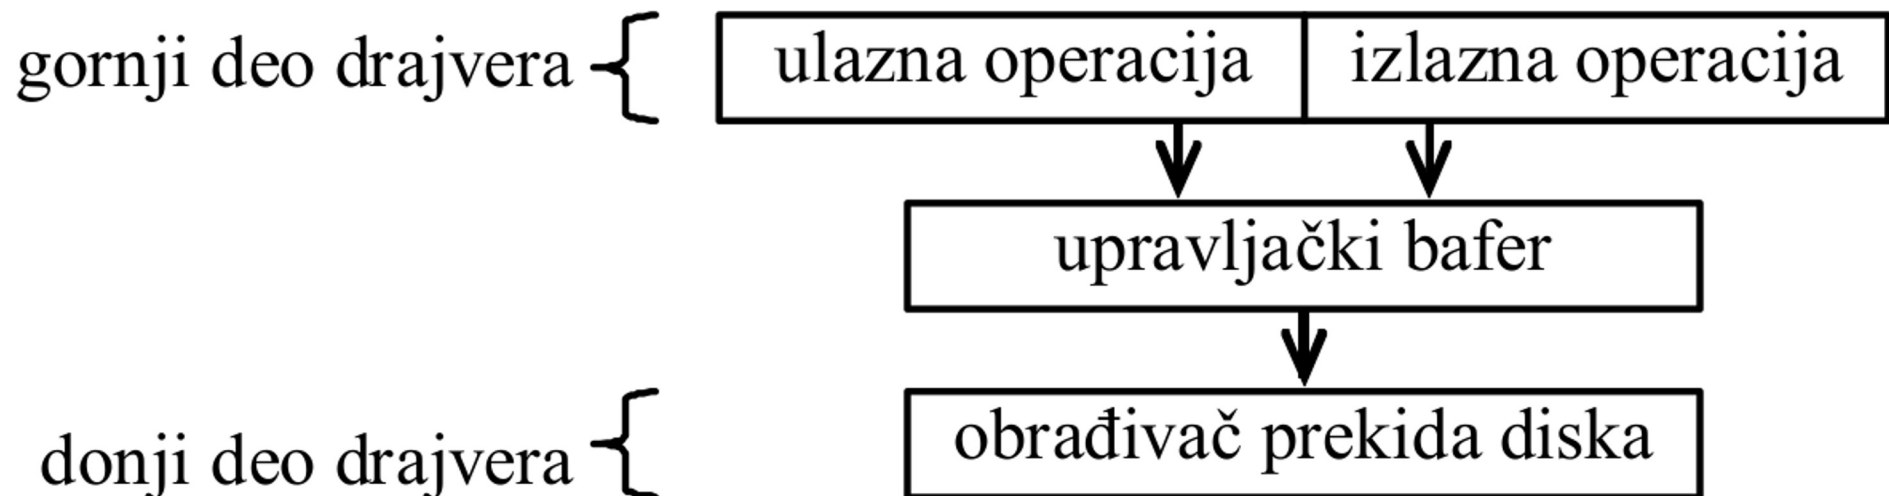 gornji deo drajvera ulazna operacija izlazna operacija
upravljački bafer
donji deo drajvera obrađivač prekida diska